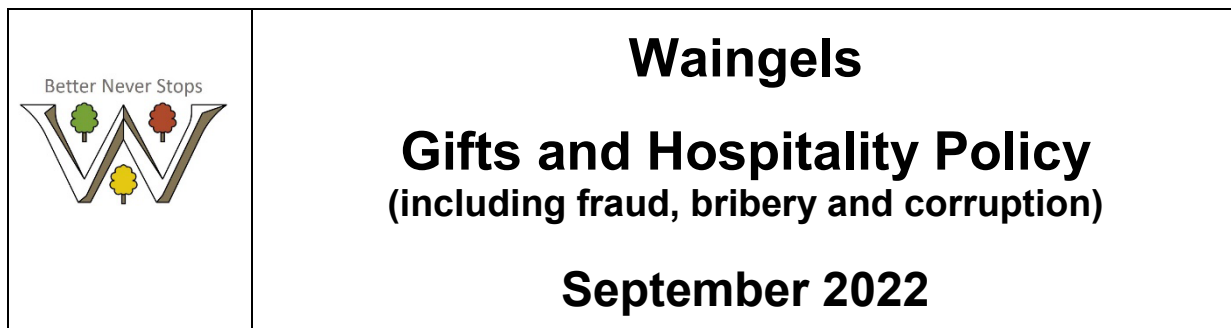 Better Never Stops
Waingels
Gifts and Hospitality Policy
(including fraud, bribery and corruption)
September 2022